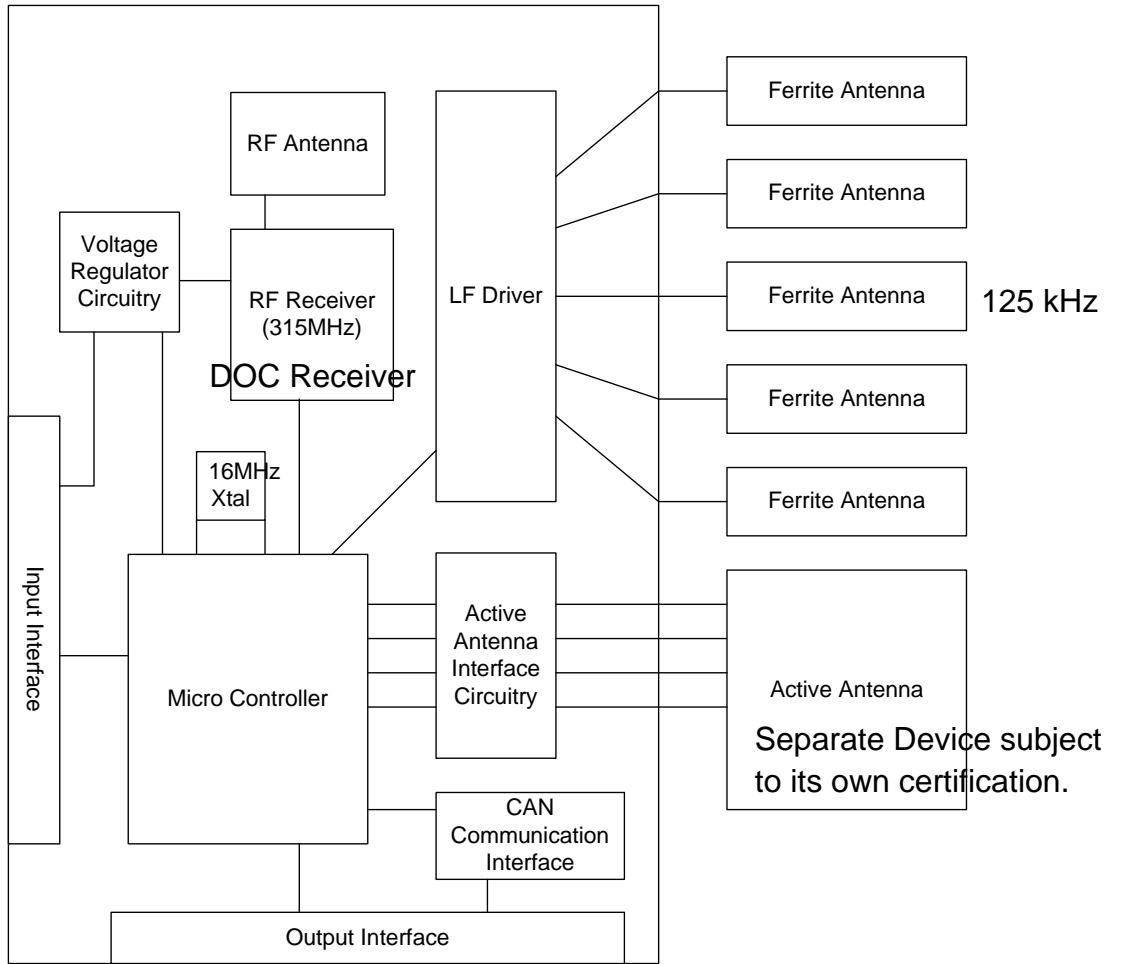 Ferrite Antenna
RF Antenna
Ferrite Antenna
Voltage
Regulator
Circuitry
RF Receiver
(315MHz)
DOC Receiver
LF Driver
Ferrite Antenna
125 kHz
Ferrite Antenna
16MHz
Xtal
Ferrite Antenna
Input Interface
Micro Controller
Active
Antenna
Interface
Circuitry
Active Antenna
Separate Device subject
to its own certification.
CAN
Communication
Interface
Output Interface